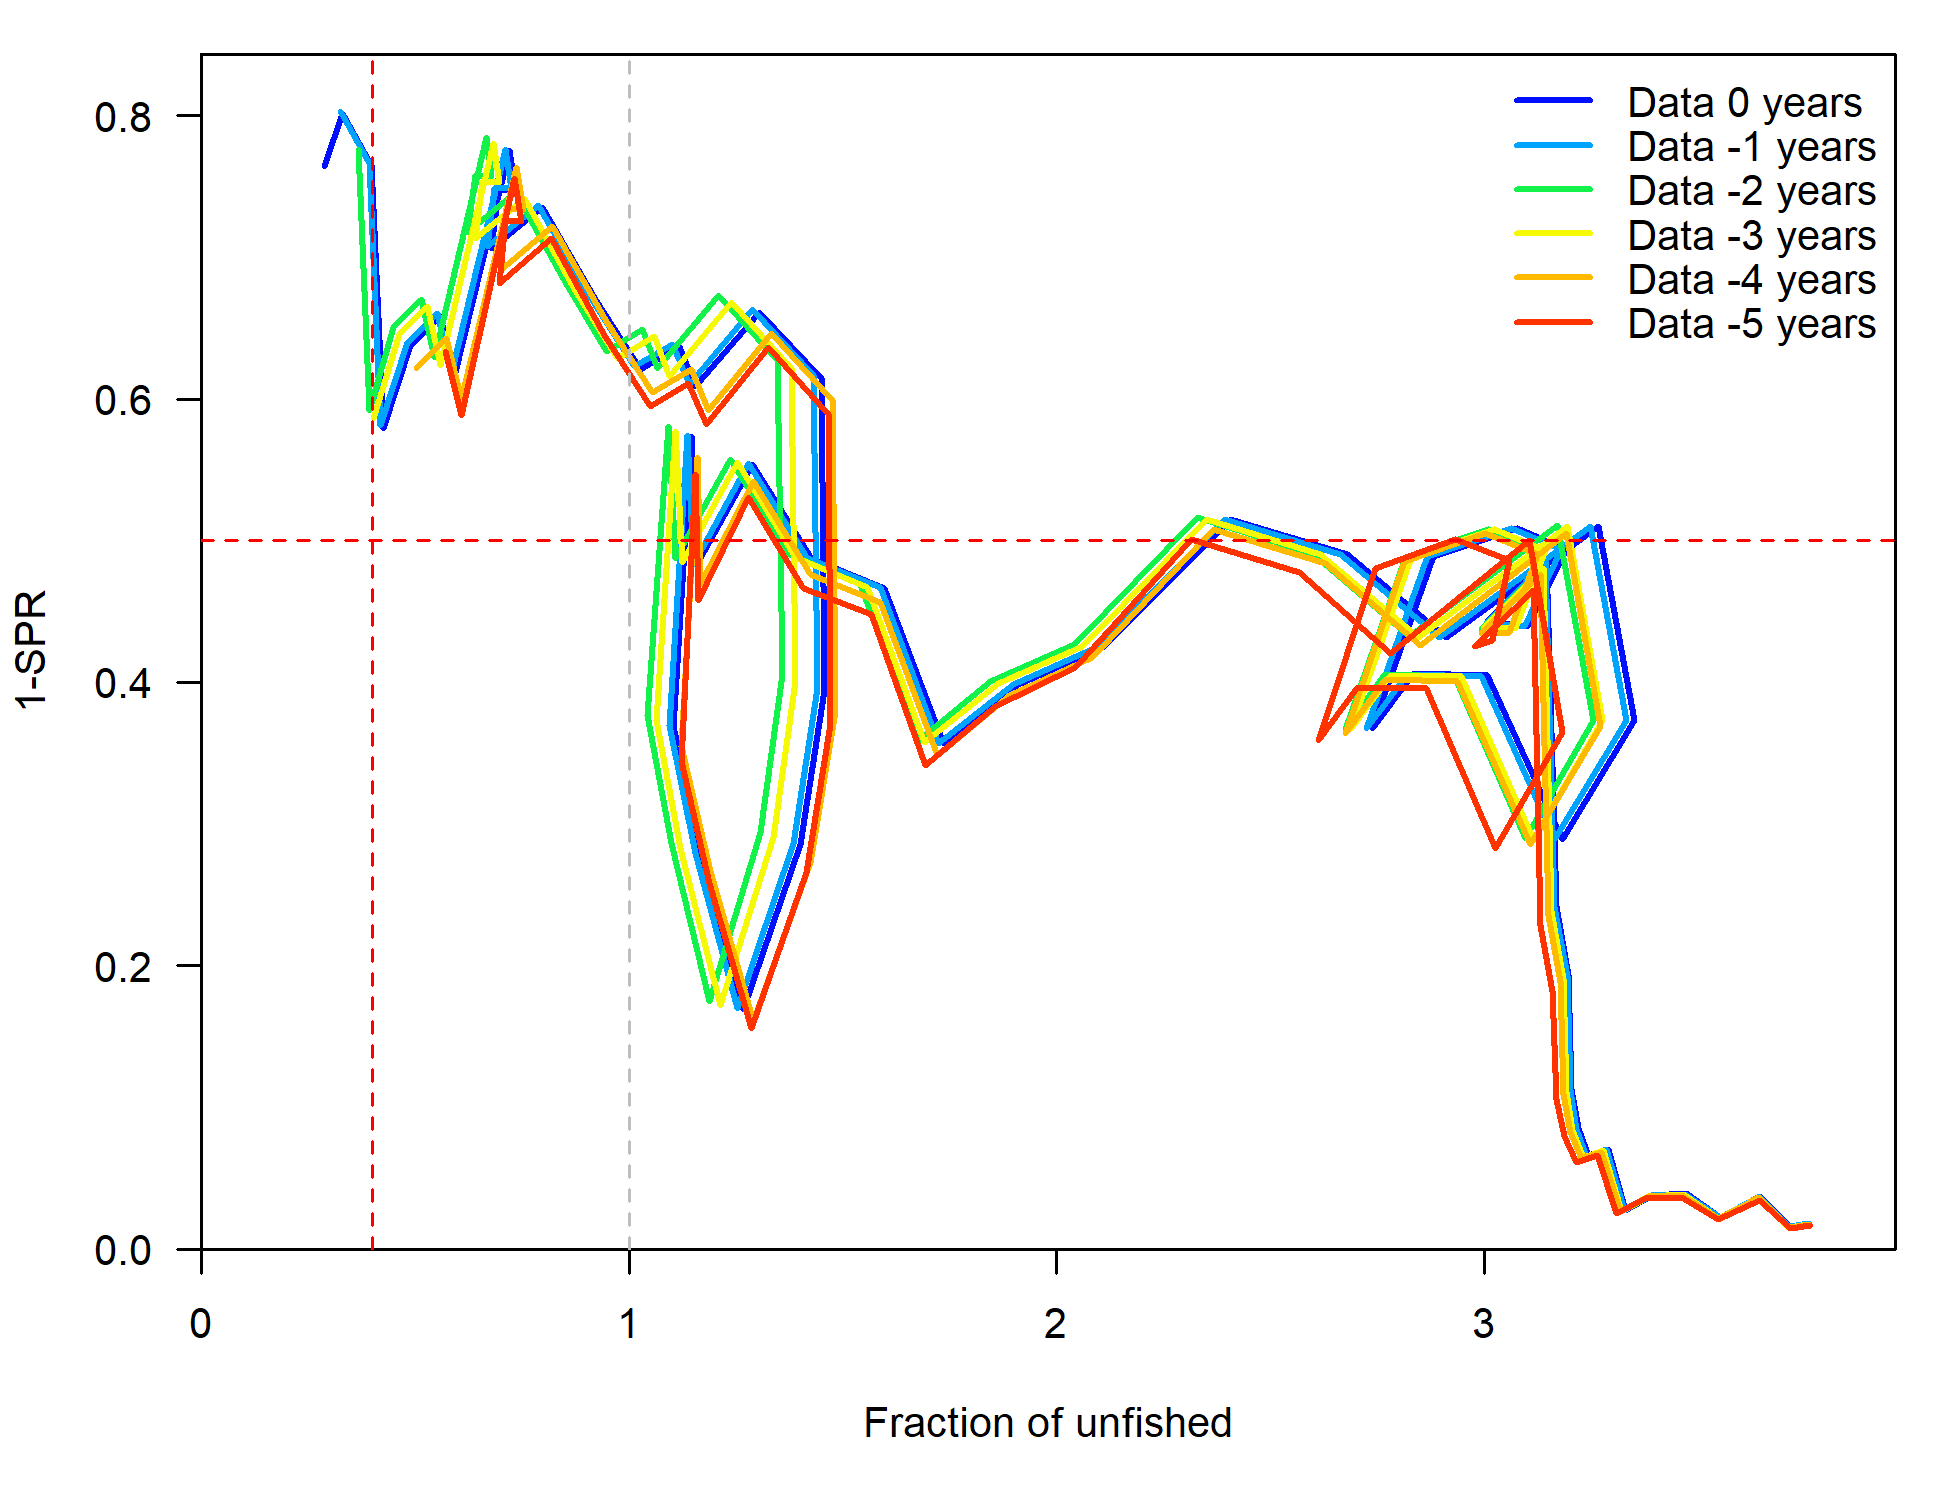 Data 0 years
Data -1 years
Data -2 years
Data -3 years
Data -4 years
Data -5 years
0.8
0.6
0.4
0.2
0.0
1-SPR
0 1 2 3
Fraction of unfished